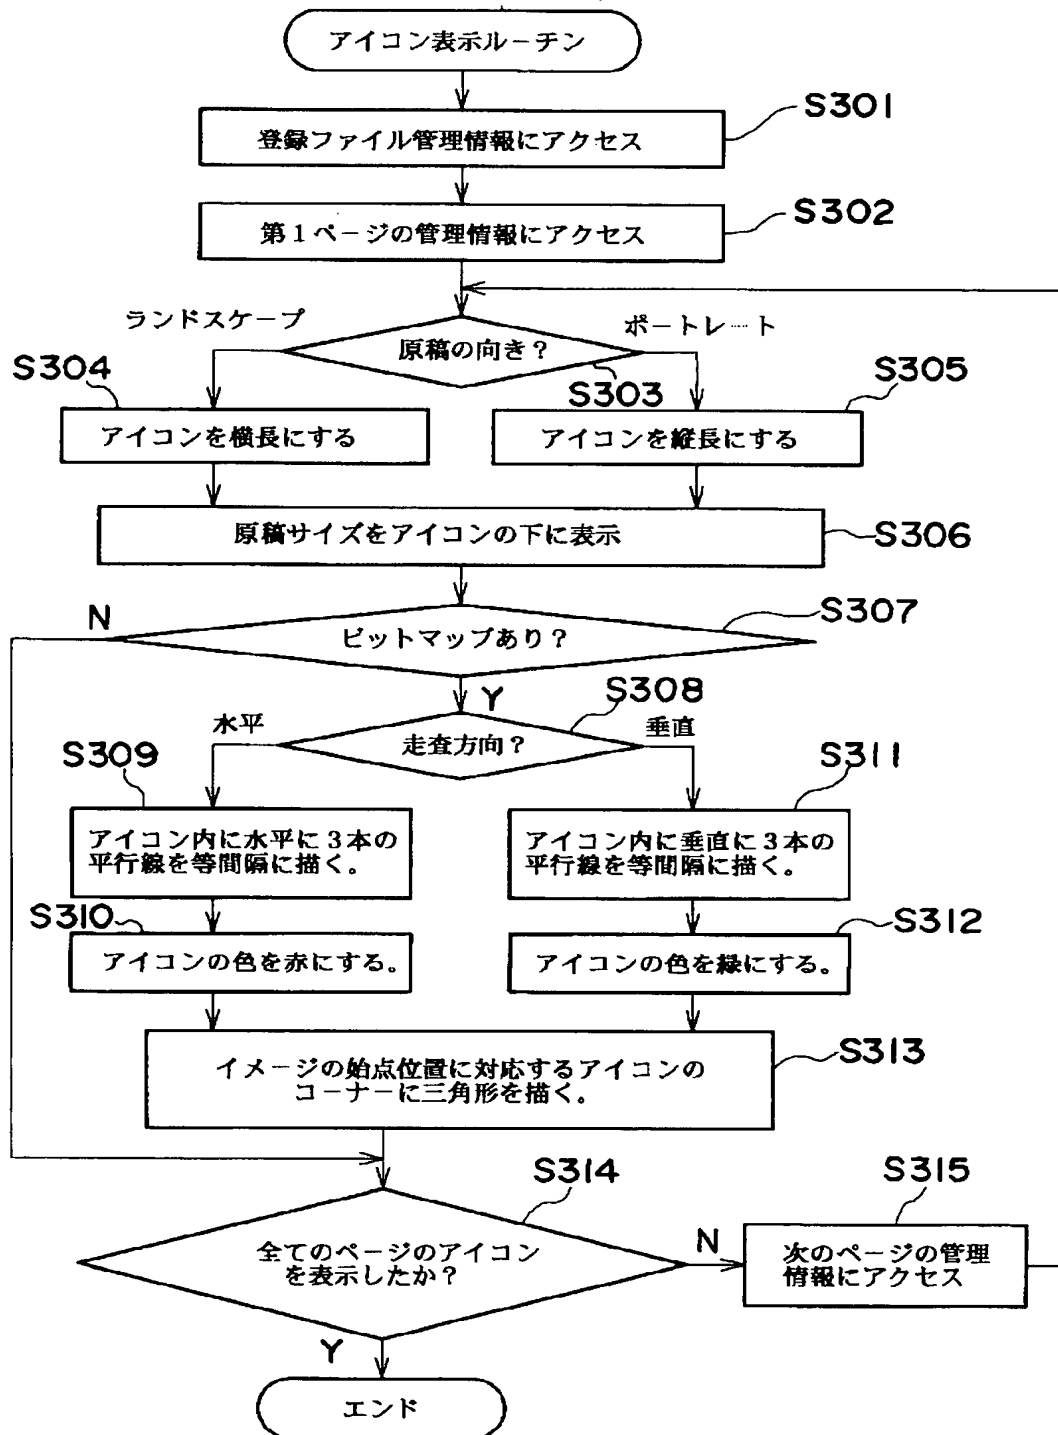 アイコン表示ルーチン
S301
登録ファイル管理情報にアクセス
S302
第1ページの管理情報にアクセス
ランドスケープ
ポートレート
原稿の向き?
S303
S304
アイコンを横長にする
S305
アイコンを縦長にする
S306
原稿サイズをアイコンの下に表示
S307
N
ビットマップあり?
Y
S308
水平
走査方向?
垂直
S309
S311
アイコン内に水平に3本の
平行線を等間隔に描く。
アイコン内に垂直に3本の
平行線を等間隔に描く。
S310
S312
アイコンの色を赤にする。
アイコンの色を緑にする。
S313
イメージの始点位置に対応するアイコンの
コーナーに三角形を描く。
S314
S315
全てのページのアイコン
を表示したか?
N
次のページの管理
情報にアクセス
Y
エンド